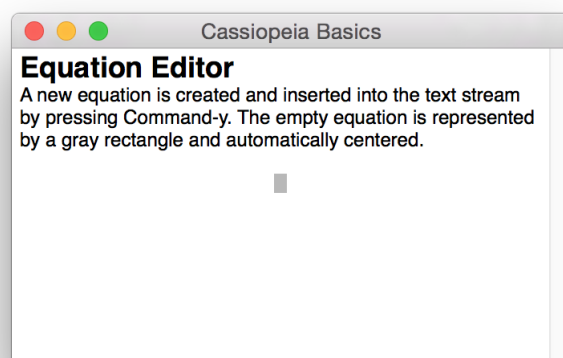 Cassiopeia Basics
Equation Editor
A new equation is created and inserted into the text stream
by pressing Command-y. The empty equation is represented
by a gray rectangle and automatically centered.